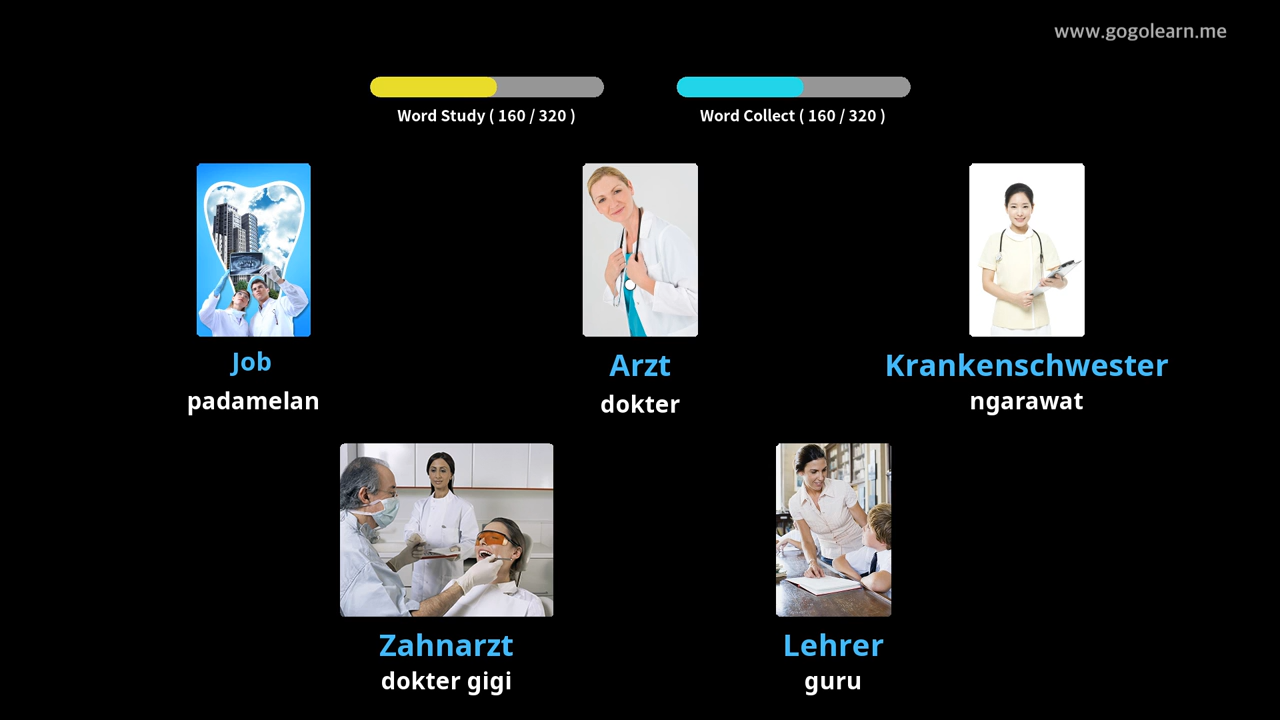 www.gogolearn.me
Word Study ( 160 / 320 )
Word Collect ( 160 / 320 )
Job
padamelan
Arzt
dokter
Krankenschwester
ngarawat
Zahnarzt
dokter gigi
Lehrer
guru